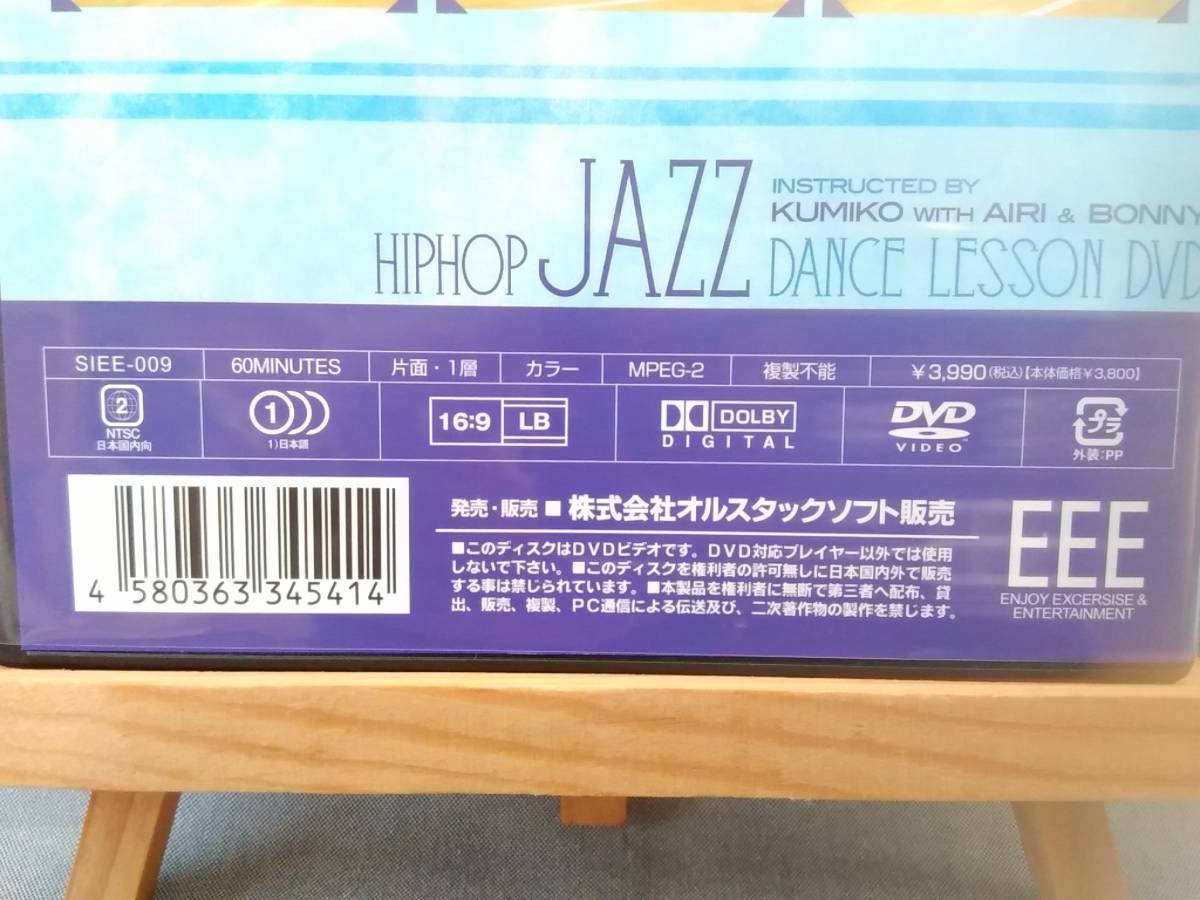 INSTRUCTED BY
KUMIKO WITH AIRI & BONNY
HIPHOP JAZZ DANCE LESSON DVD
SIEE-009 60MINUTES 片面・1層 カラー MPEG-2 複製不能 ¥3,990(税込)【本体価格¥3,800】
2 NTSC 日本国内向
1 1)日本語
16:9 LB
DOLBY DIGITAL
DVD VIDEO
プラ 外装:PP
4 580363 345414
発売・販売 ■ 株式会社オルスタックソフト販売
■このディスクはDVDビデオです。DVD対応プレイヤー以外では使用
しないで下さい。■このディスクを権利者の許可無しに日本国内外で販売
する事は禁じられています。■本製品を権利者に無断で第三者へ配布、貸
出、販売、複製、PC通信による伝送及び、二次著作物の製作を禁じます。
EEE
ENJOY EXCERSISE &
ENTERTAINMENT